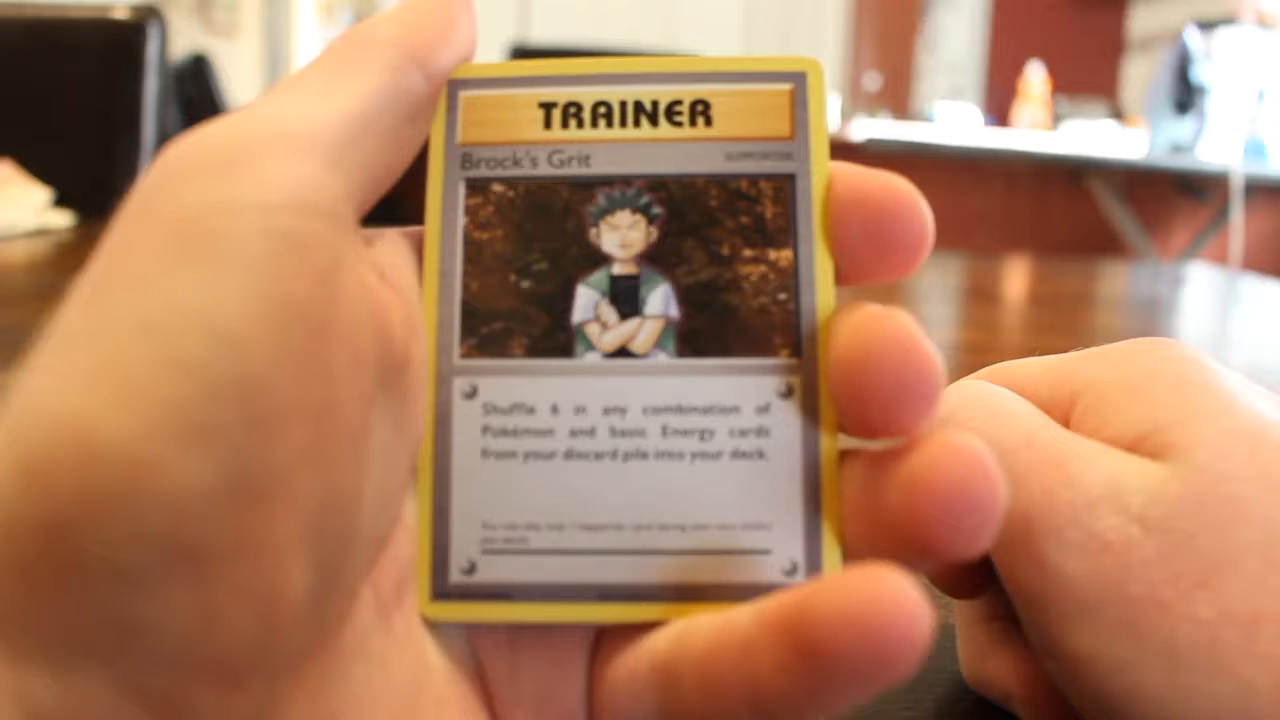 TRAINER
Brock's Grit SUPPORTER
Shuffle 6 in any combination of
Pokémon and basic Energy cards
from your discard pile into your deck.